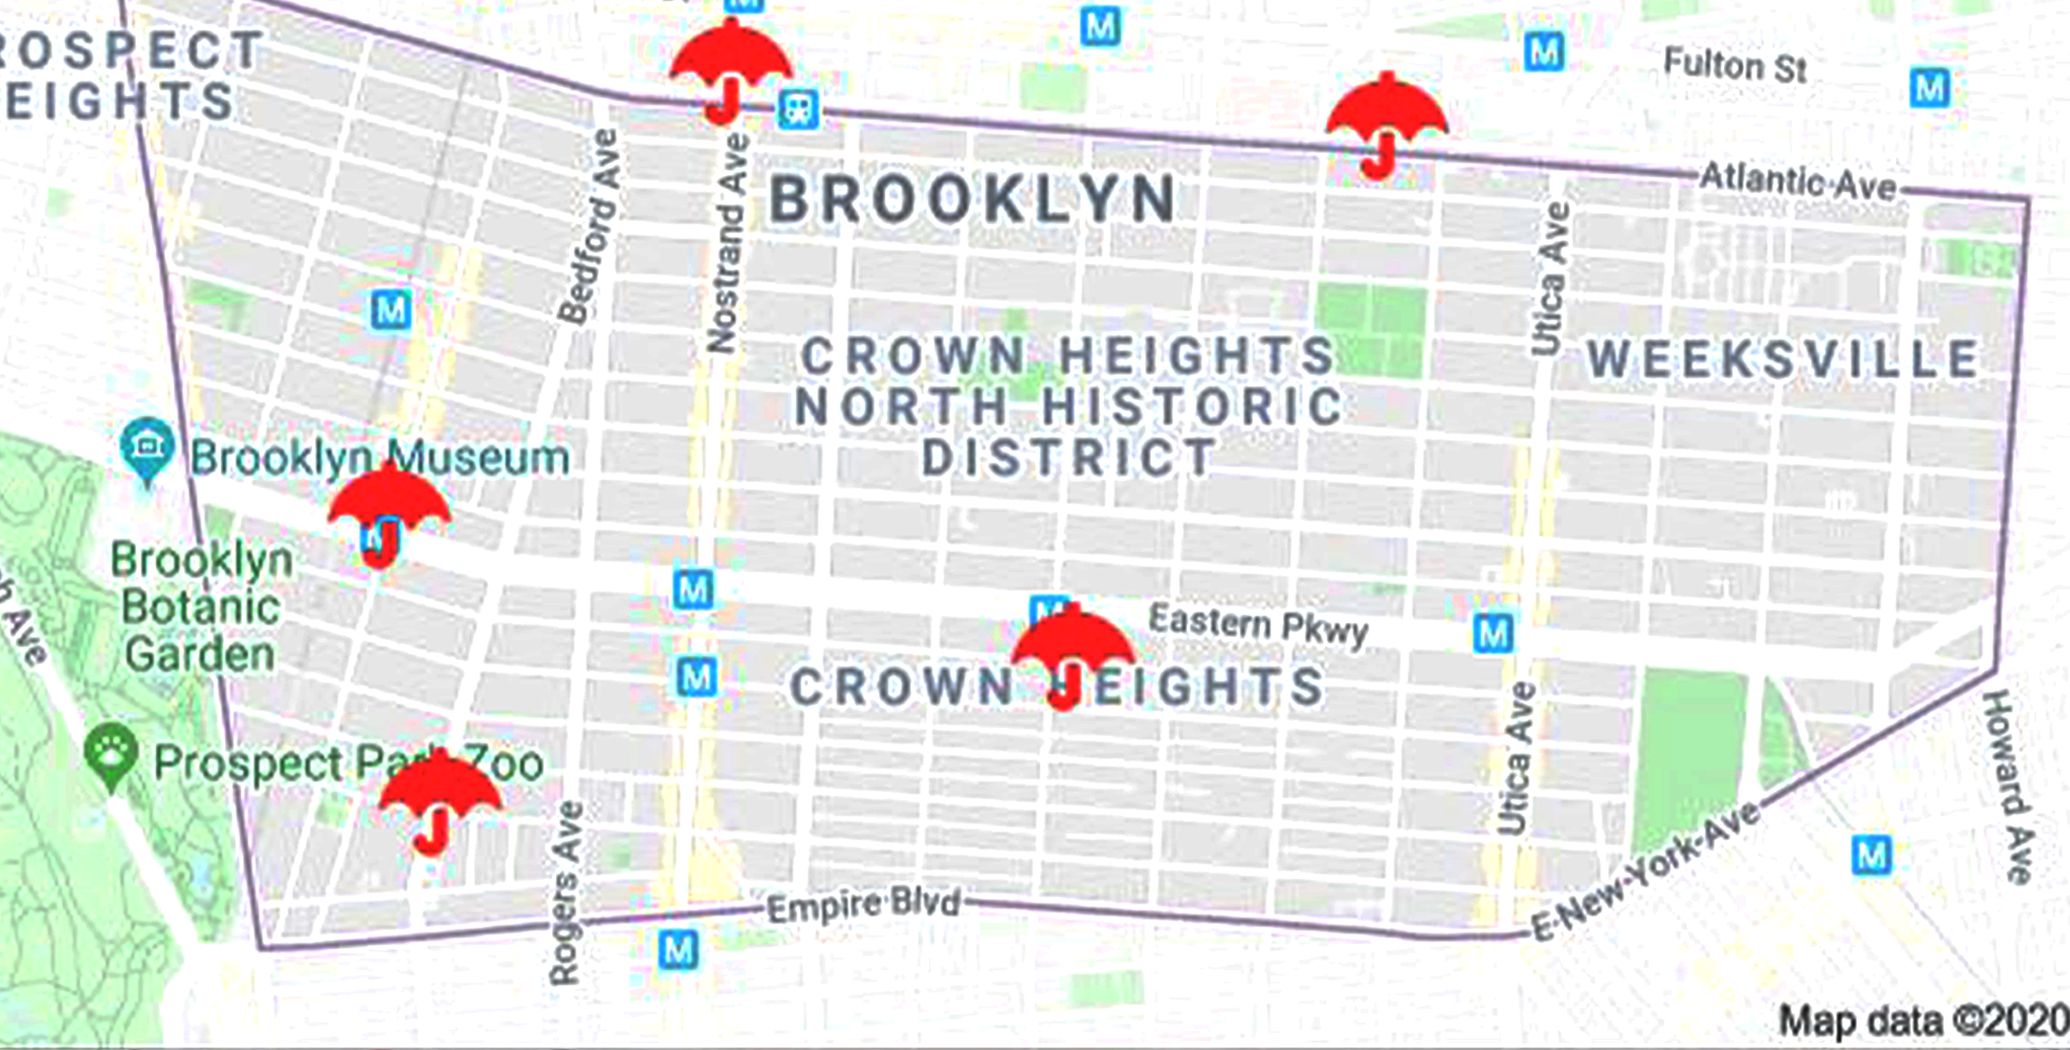 ROSPECT
EIGHTS
M
M
M
M
Fulton St
Atlantic Ave
Bedford Ave
Nostrand Ave
BROOKLYN
Utica Ave
M
CROWN HEIGHTS
NORTH HISTORIC
DISTRICT
WEEKSVILLE
Brooklyn Museum
Brooklyn
Botanic
Garden
M
M
Eastern Pkwy
M
M
CROWN HEIGHTS
Prospect Park Zoo
Utica Ave
Howard Ave
Rogers Ave
Empire Blvd
E New York Ave
M
M
Map data ©2020